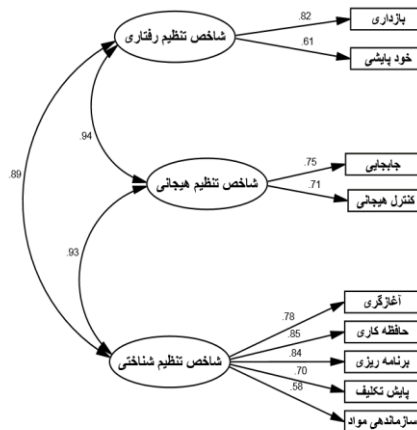 بازداری
.82
شاخص تنظیم رفتاری
.61
خود پایشی
.94
.89
جابجایی
.75
شاخص تنظیم هیجانی
.71
کنترل هیجانی
.93
آغازگری
.78
حافظه کاری
.85
برنامه ریزی
.84
شاخص تنظیم شناختی
.70
پایش تکلیف
.58
سازماندهی مواد